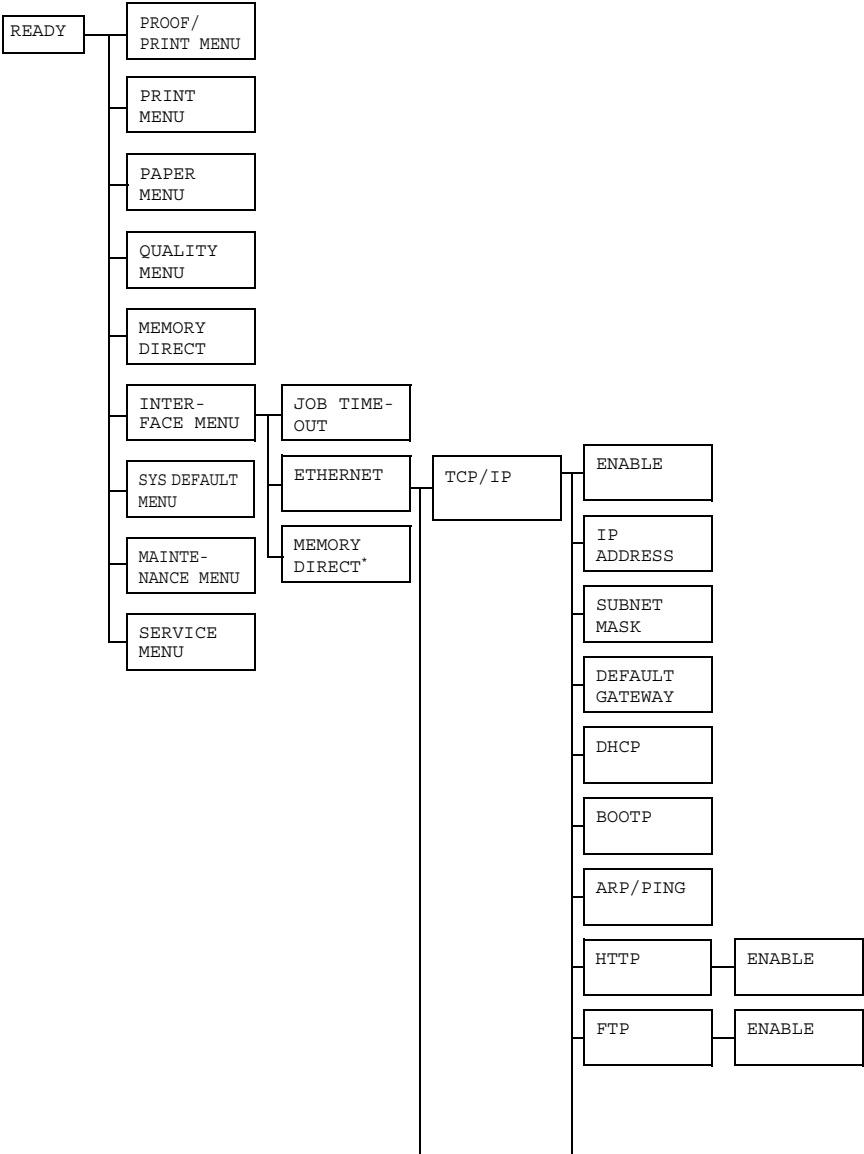 READY
PROOF/
PRINT MENU
PRINT
MENU
PAPER
MENU
QUALITY
MENU
MEMORY
DIRECT
INTER-
FACE MENU
SYS DEFAULT
MENU
MAINTE-
NANCE MENU
SERVICE
MENU
JOB TIME-
OUT
ETHERNET
MEMORY
DIRECT*
TCP/IP
ENABLE
IP
ADDRESS
SUBNET
MASK
DEFAULT
GATEWAY
DHCP
BOOTP
ARP/PING
HTTP
ENABLE
FTP
ENABLE